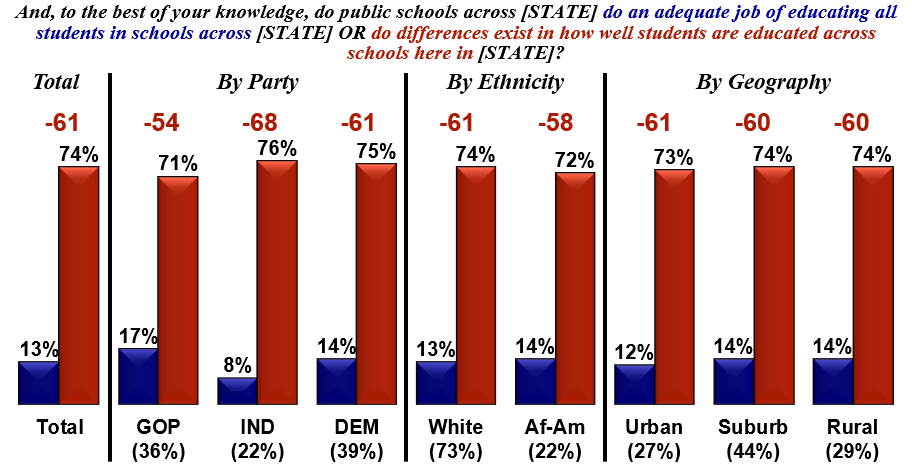 And, to the best of your knowledge, do public schools across [STATE] do an adequate job of educating all
students in schools across [STATE] OR do differences exist in how well students are educated across
schools here in [STATE]?
Total By Party By Ethnicity By Geography
-61 -54 -68 -61 -61 -58 -61 -60 -60
74% 71% 76% 75% 74% 72% 73% 74% 74%
13% 17% 8% 14% 13% 14% 12% 14% 14%
Total GOP IND DEM White Af-Am Urban Suburb Rural
(36%) (22%) (39%) (73%) (22%) (27%) (44%) (29%)